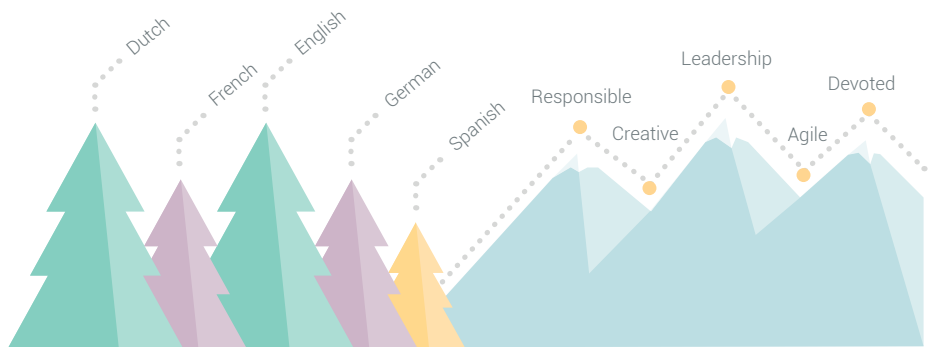 Dutch
French
English
German
Spanish
Responsible
Creative
Leadership
Agile
Devoted